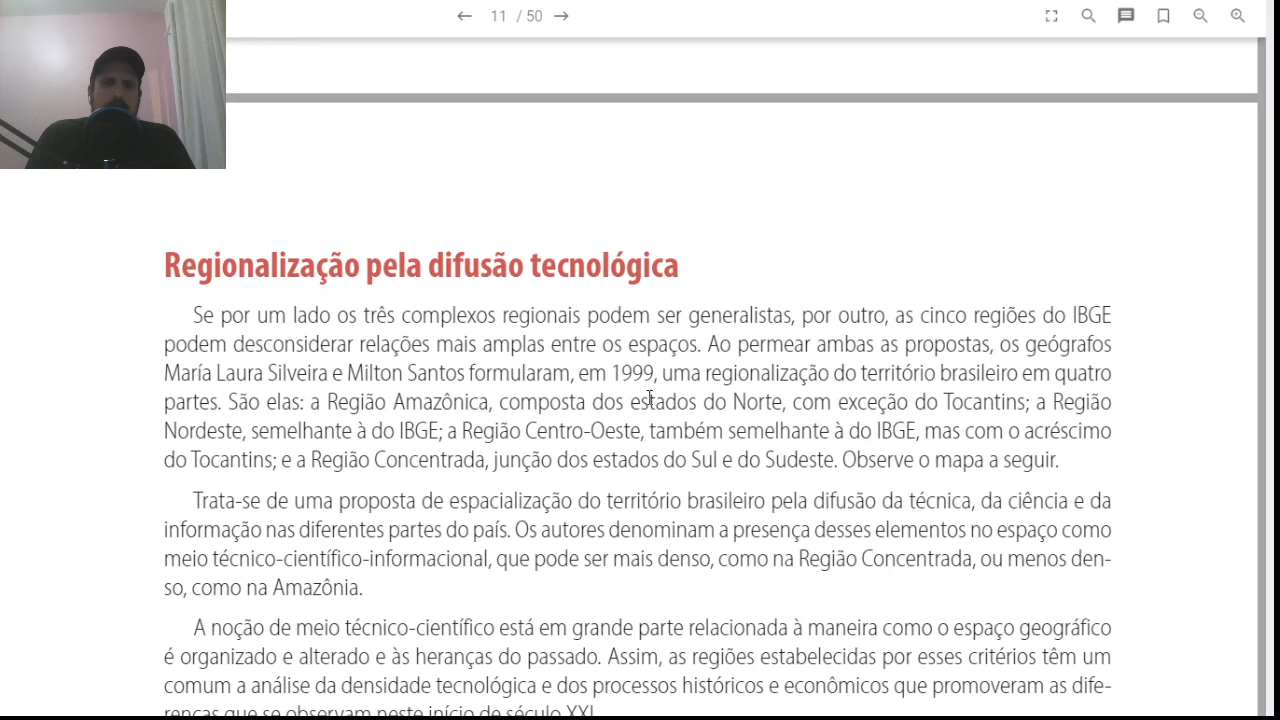 11 / 50
Regionalização pela difusão tecnológica
Se por um lado os três complexos regionais podem ser generalistas, por outro, as cinco regiões do IBGE
podem desconsiderar relações mais amplas entre os espaços. Ao permear ambas as propostas, os geógrafos
María Laura Silveira e Milton Santos formularam, em 1999, uma regionalização do território brasileiro em quatro
partes. São elas: a Região Amazônica, composta dos estados do Norte, com exceção do Tocantins; a Região
Nordeste, semelhante à do IBGE; a Região Centro-Oeste, também semelhante à do IBGE, mas com o acréscimo
do Tocantins; e a Região Concentrada, junção dos estados do Sul e do Sudeste. Observe o mapa a seguir.
Trata-se de uma proposta de espacialização do território brasileiro pela difusão da técnica, da ciência e da
informação nas diferentes partes do país. Os autores denominam a presença desses elementos no espaço como
meio técnico-científico-informacional, que pode ser mais denso, como na Região Concentrada, ou menos den-
so, como na Amazônia.
A noção de meio técnico-científico está em grande parte relacionada à maneira como o espaço geográfico
é organizado e alterado e às heranças do passado. Assim, as regiões estabelecidas por esses critérios têm um
comum a análise da densidade tecnológica e dos processos históricos e econômicos que promoveram as dife-
renças que se observam neste início de século XXI.